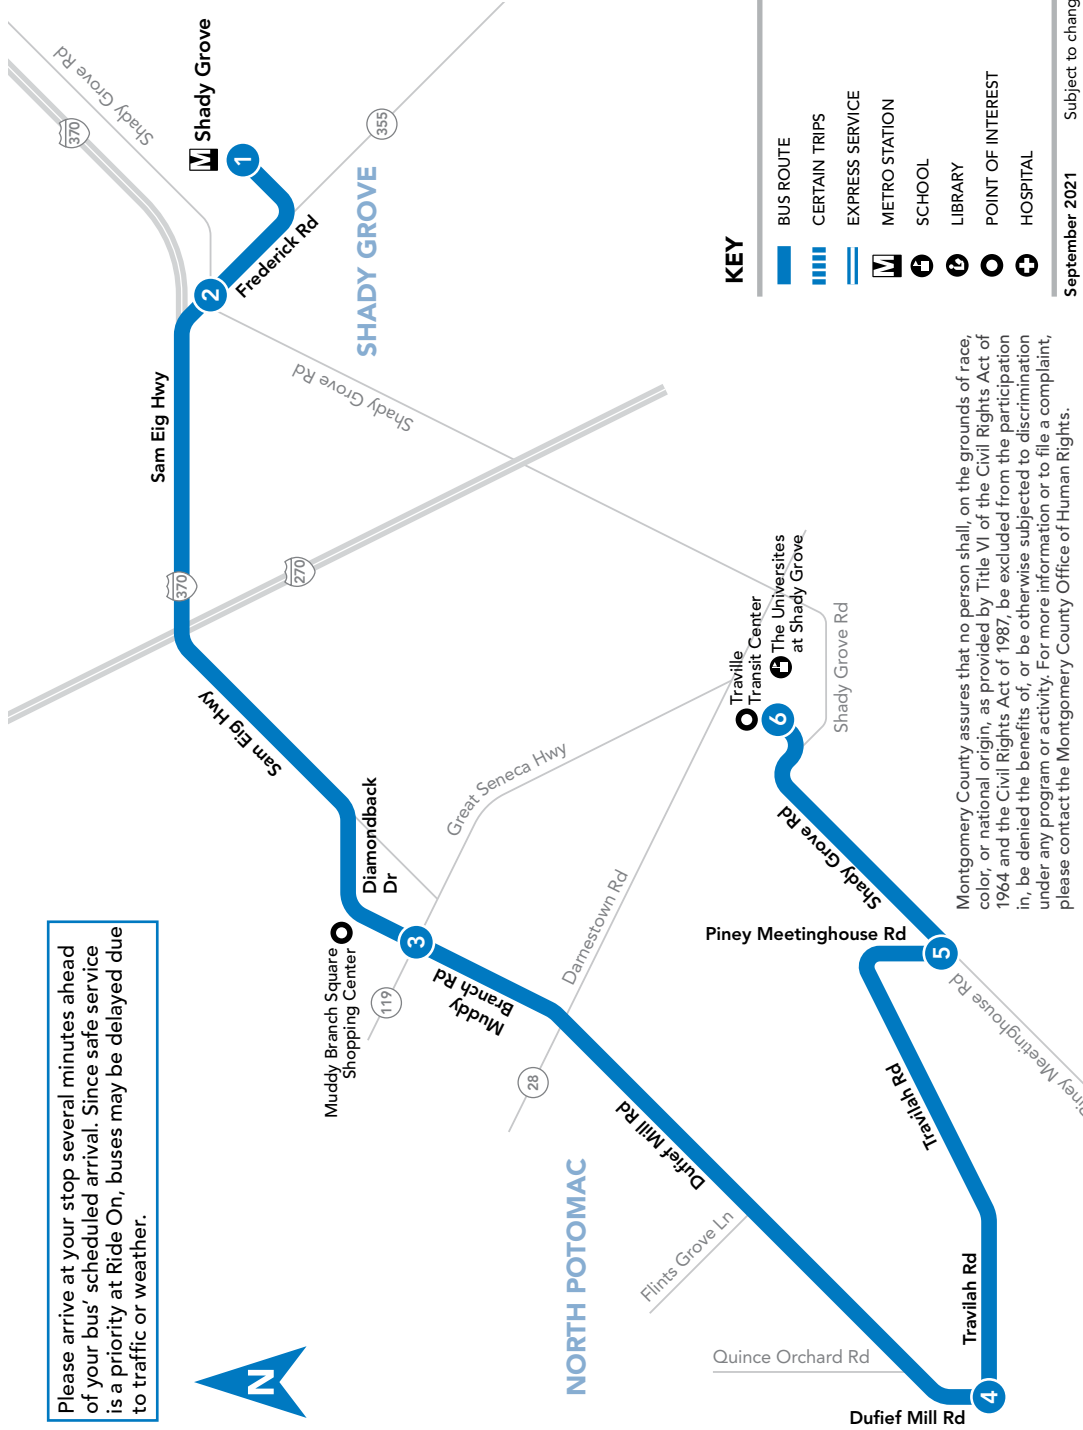 Please arrive at your stop several minutes ahead
of your bus' scheduled arrival. Since safe service
is a priority at Ride On, buses may be delayed due
to traffic or weather.
N
370
Shady Grove Rd
M Shady Grove
1
355
SHADY GROVE
Frederick Rd
2
Sam Eig Hwy
Shady Grove Rd
370
270
Sam Eig Hwy
Diamondback
Dr
Muddy Branch Square
Shopping Center
3
119
Great Seneca Hwy
Muddy
Branch Rd
Darnestown Rd
28
Dufief Mill Rd
NORTH POTOMAC
Flints Grove Ln
Quince Orchard Rd
Dufief Mill Rd
4
Travilah Rd
Travilah Rd
Piney Meetinghouse Rd
5
Piney Meetinghouse Rd
Shady Grove Rd
6
Traville
Transit Center
The Universites
at Shady Grove
Shady Grove Rd
KEY
BUS ROUTE
CERTAIN TRIPS
EXPRESS SERVICE
M METRO STATION
SCHOOL
LIBRARY
POINT OF INTEREST
HOSPITAL
September 2021 Subject to chang
Montgomery County assures that no person shall, on the grounds of race,
color, or national origin, as provided by Title VI of the Civil Rights Act of
1964 and the Civil Rights Act of 1987, be excluded from the participation
in, be denied the benefits of, or be otherwise subjected to discrimination
under any program or activity. For more information or to file a complaint,
please contact the Montgomery County Office of Human Rights.